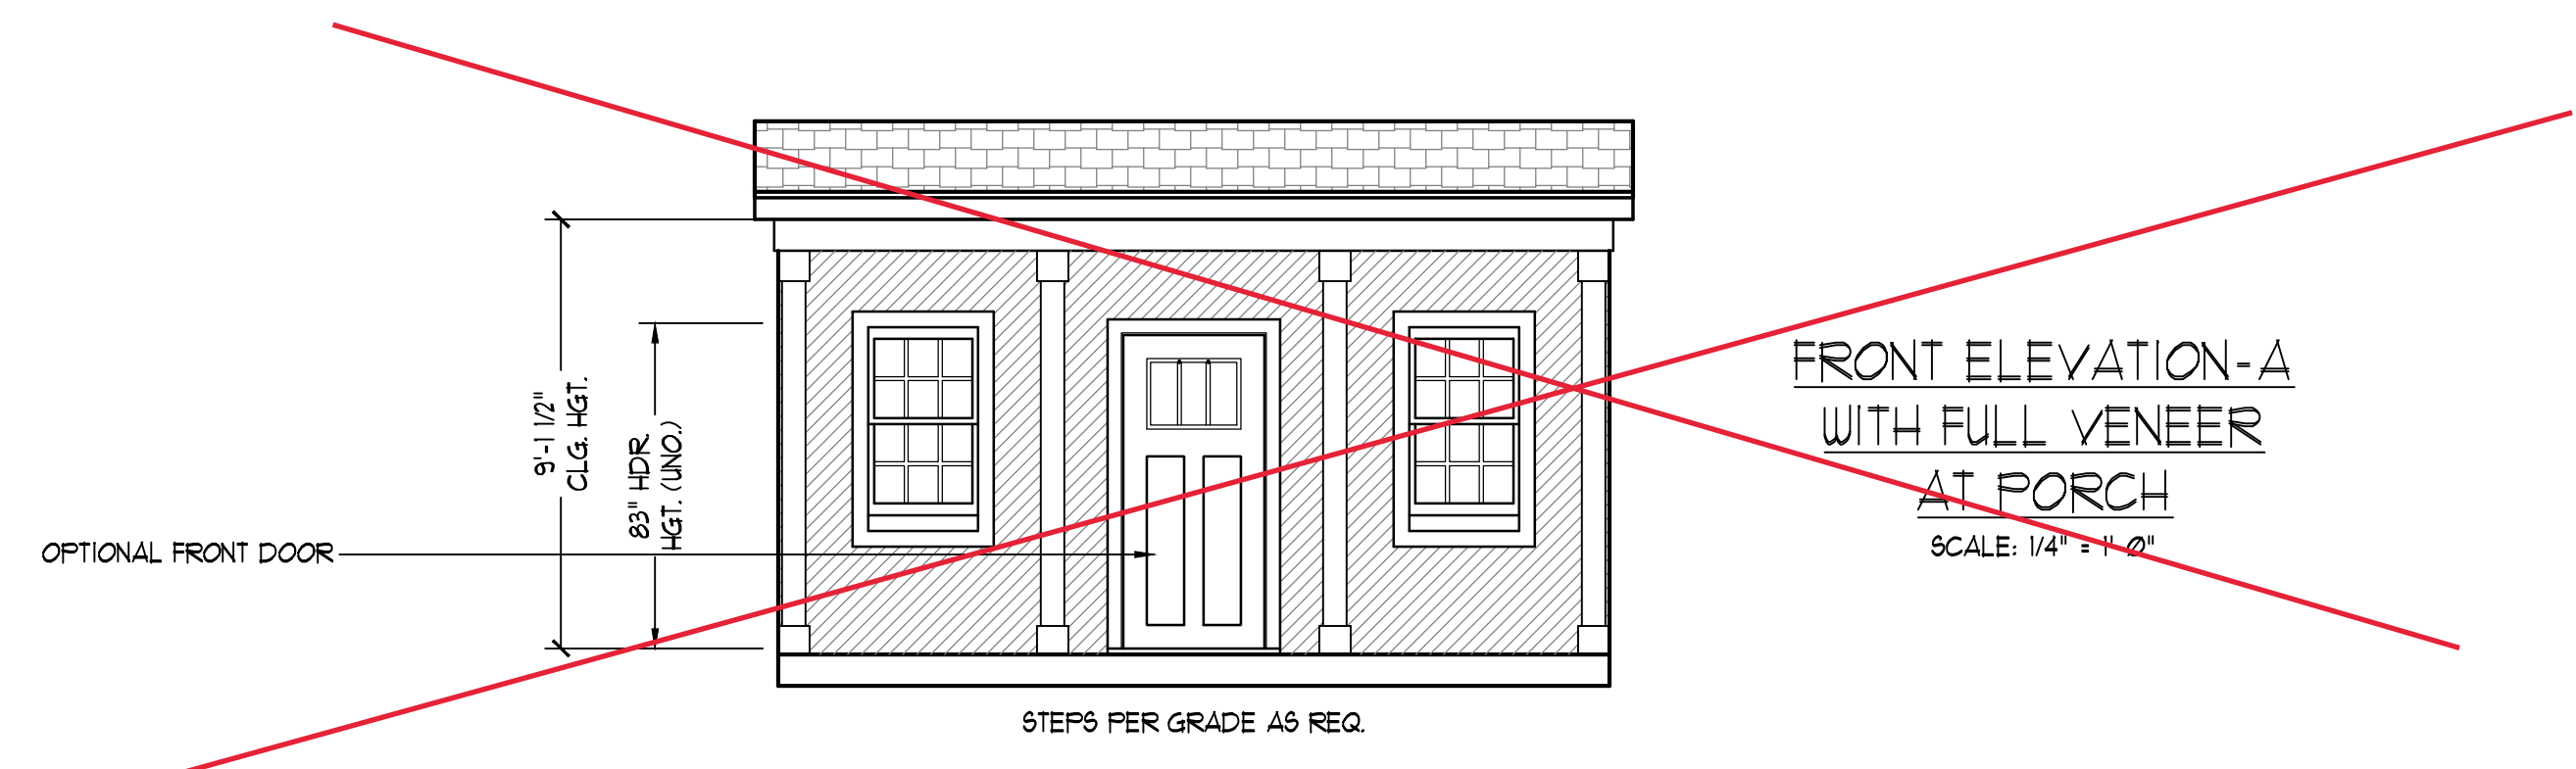 FRONT ELEVATION-A
WITH FULL VENEER
AT PORCH
SCALE: 1/4" = 1'-0"
9'-1 1/2"
CLG. HGT.
83" HDR.
HGT. (UNO.)
OPTIONAL FRONT DOOR
STEPS PER GRADE AS REQ.